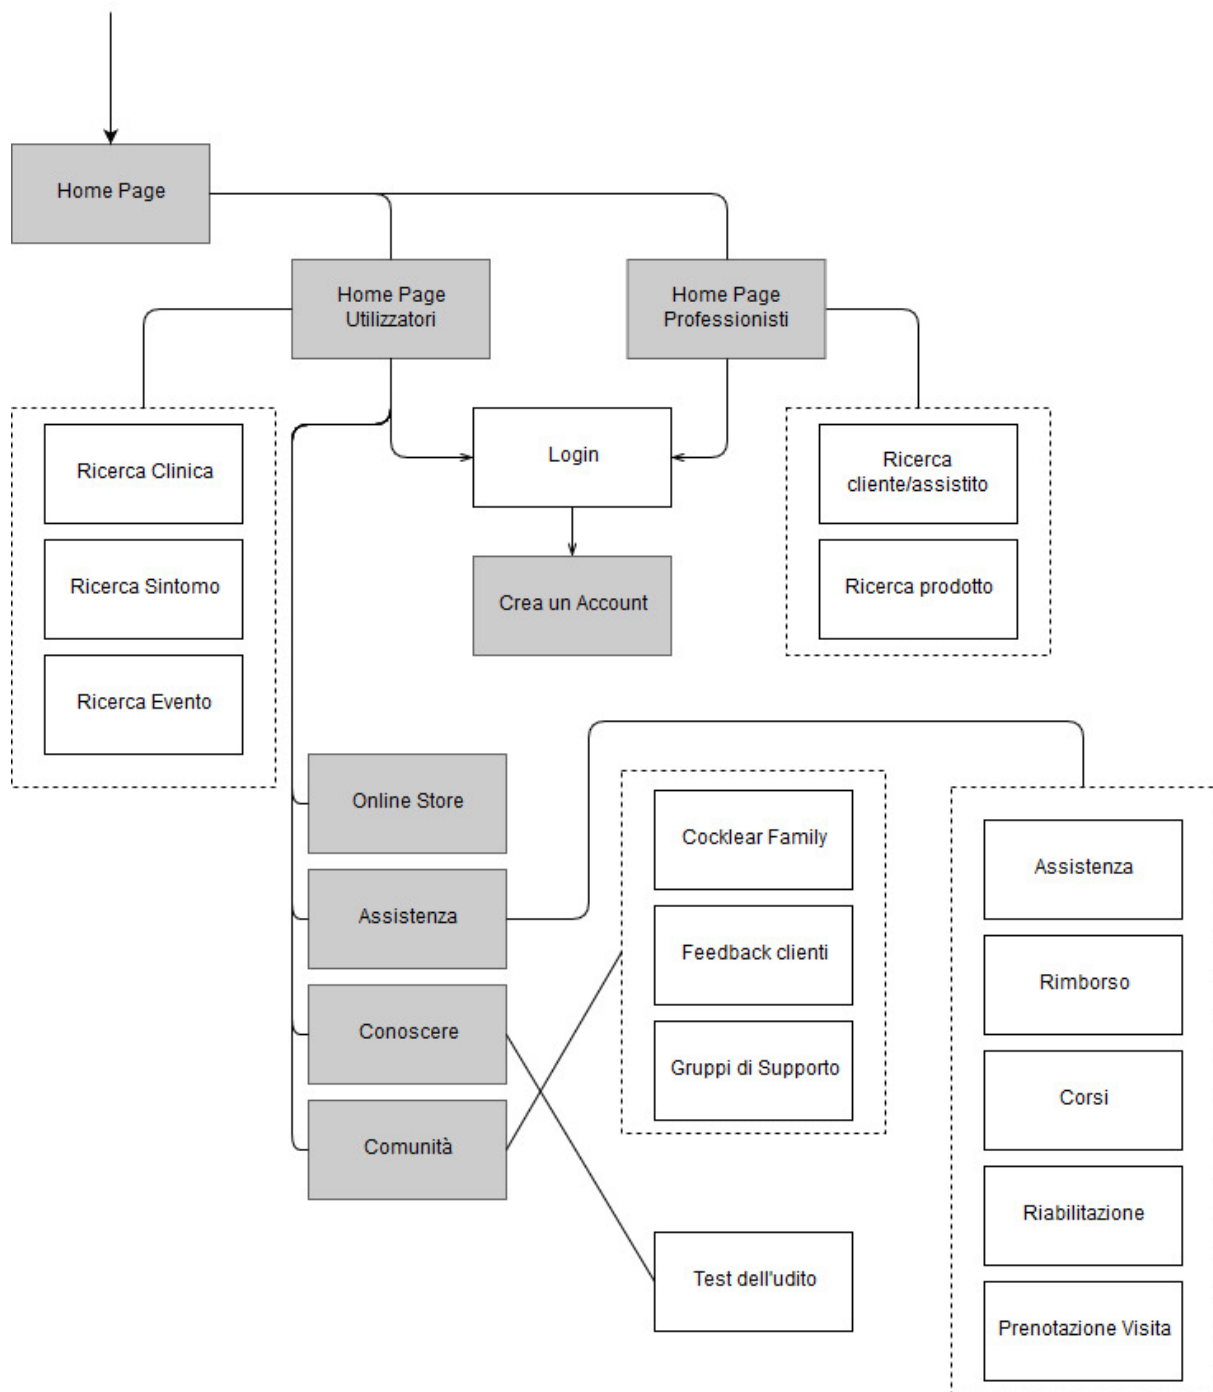 Home Page
Home Page
Utilizzatori
Home Page
Professionisti
Ricerca Clinica
Ricerca Sintomo
Ricerca Evento
Login
Crea un Account
Ricerca
cliente/assistito
Ricerca prodotto
Online Store
Assistenza
Conoscere
Comunità
Cocklear Family
Feedback clienti
Gruppi di Supporto
Test dell'udito
Assistenza
Rimborso
Corsi
Riabilitazione
Prenotazione Visita